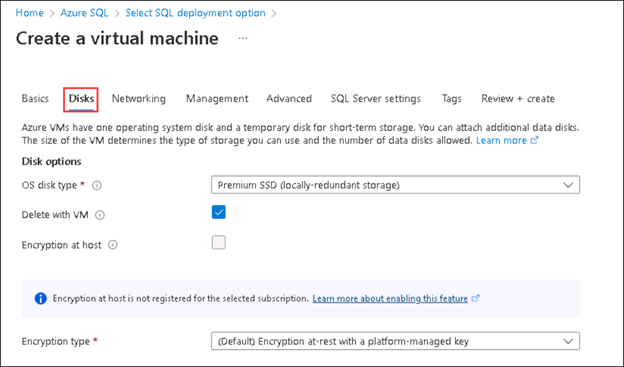 Home > Azure SQL > Select SQL deployment option >
Create a virtual machine ...
Basics Disks Networking Management Advanced SQL Server settings Tags Review + create
Azure VMs have one operating system disk and a temporary disk for short-term storage. You can attach additional data disks.
The size of the VM determines the type of storage you can use and the number of data disks allowed. Learn more
Disk options
OS disk type * Premium SSD (locally-redundant storage)
Delete with VM
Encryption at host
Encryption at host is not registered for the selected subscription. Learn more about enabling this feature
Encryption type * (Default) Encryption at-rest with a platform-managed key